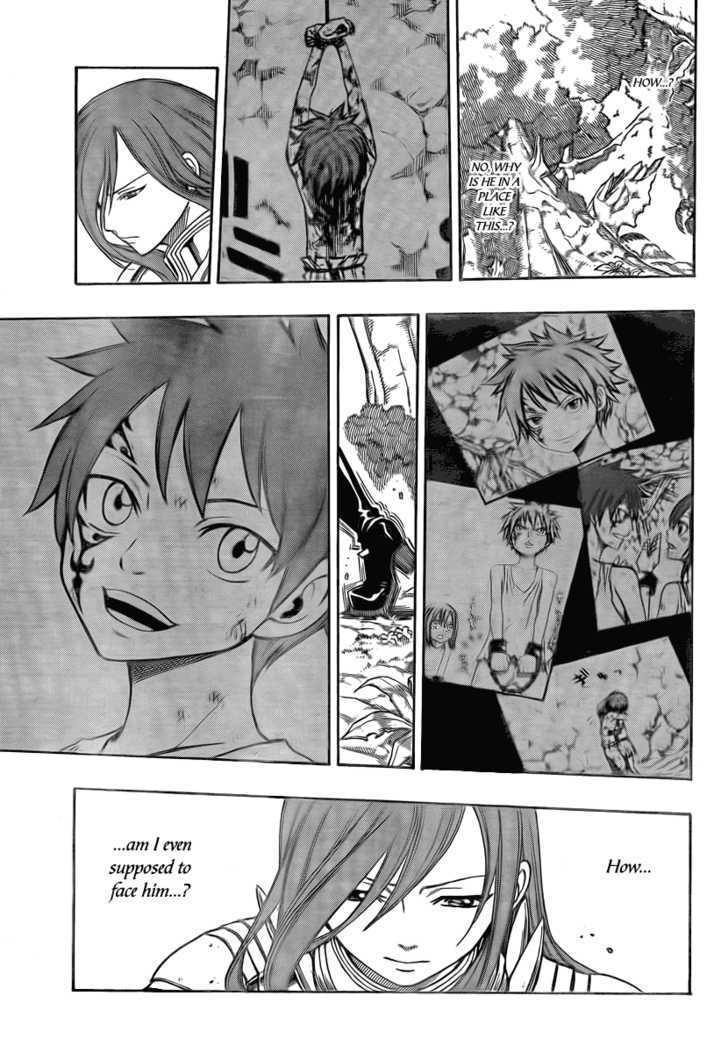 HOW...?
NO, WHY
IS HE IN A
PLACE
LIKE
THIS...?
How...
...am I even
supposed to
face him...?